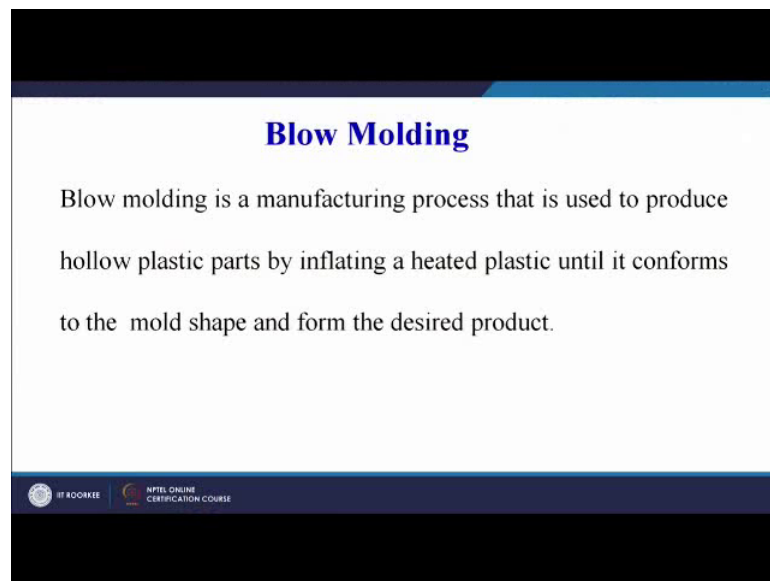 Blow Molding
Blow molding is a manufacturing process that is used to produce
hollow plastic parts by inflating a heated plastic until it conforms
to the mold shape and form the desired product.
IIT ROORKEE
NPTEL ONLINE
CERTIFICATION COURSE